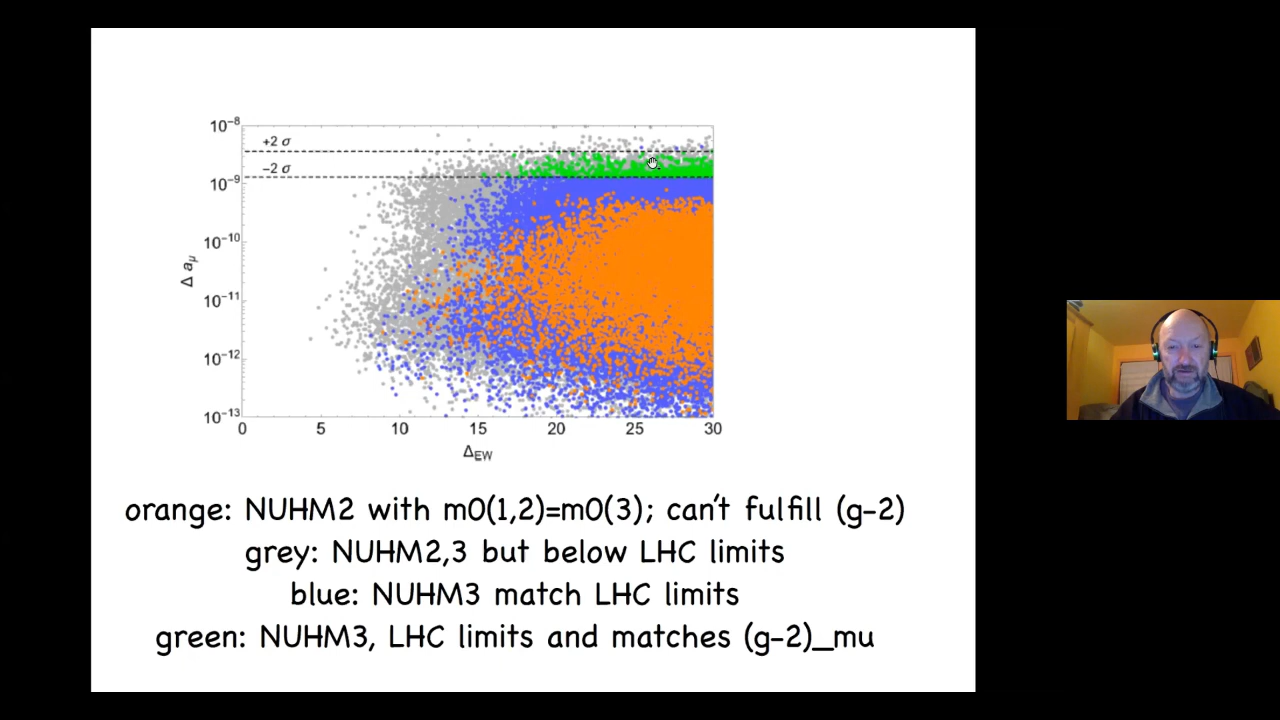 10⁻⁸
+2 σ
−2 σ
10⁻⁹
10⁻¹⁰
Δ aμ
10⁻¹¹
10⁻¹²
10⁻¹³
0 5 10 15 20 25 30
ΔEW
orange: NUHM2 with m0(1,2)=m0(3); can't fulfill (g-2)
grey: NUHM2,3 but below LHC limits
blue: NUHM3 match LHC limits
green: NUHM3, LHC limits and matches (g-2)_mu